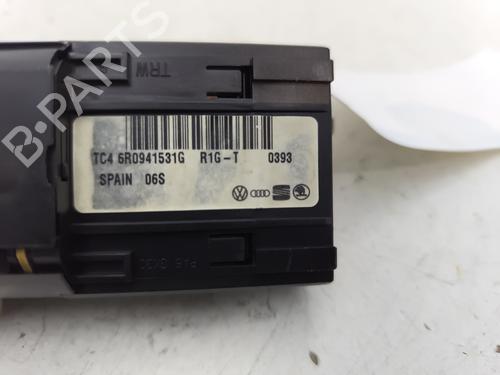 B-PARTS
TRW
TC4 6R0941531G R1G-T 0393
SPAIN 06S